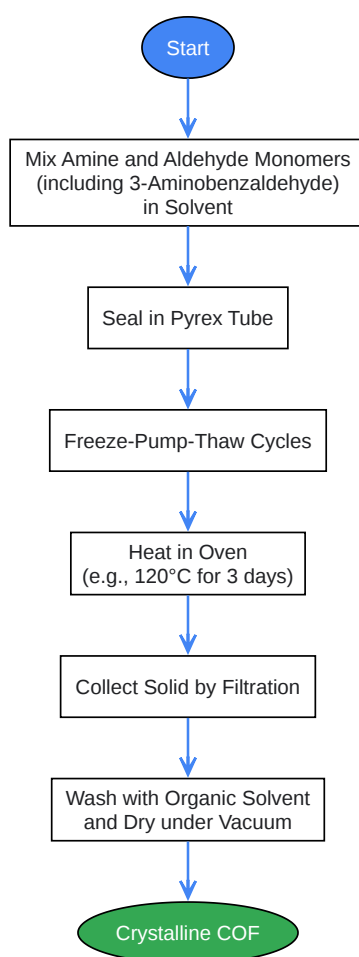 Start
Mix Amine and Aldehyde Monomers
(including 3-Aminobenzaldehyde)
in Solvent
Seal in Pyrex Tube
Freeze-Pump-Thaw Cycles
Heat in Oven
(e.g., 120°C for 3 days)
Collect Solid by Filtration
Wash with Organic Solvent
and Dry under Vacuum
Crystalline COF